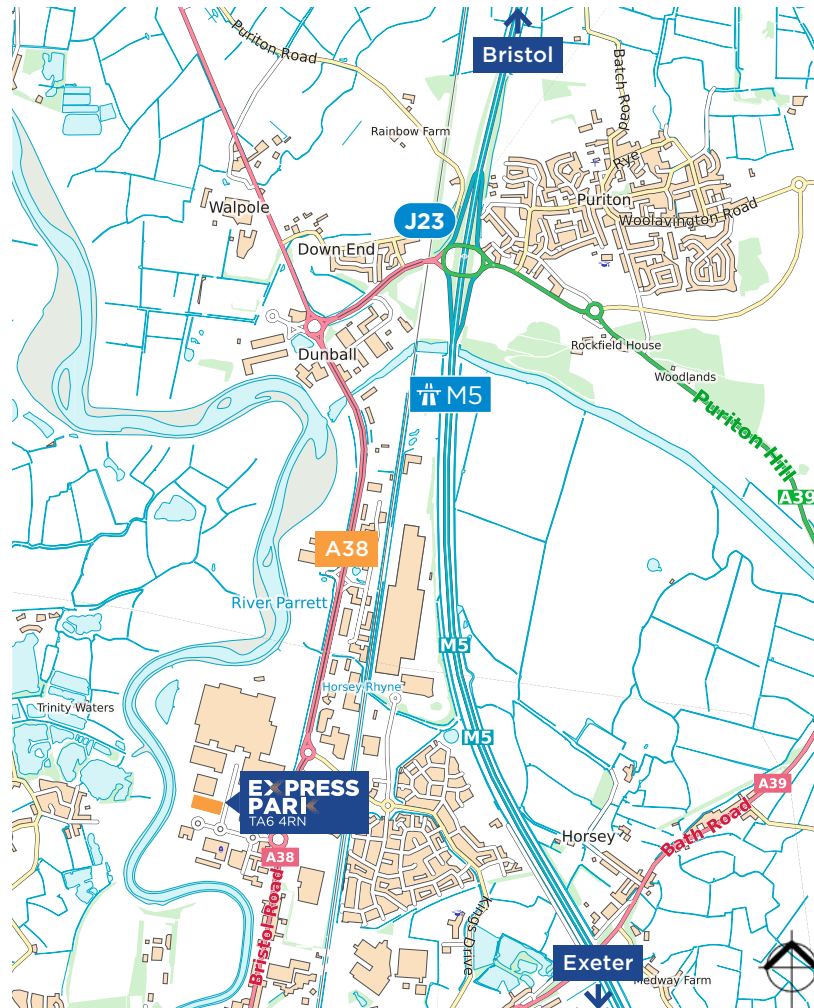 Bristol
Puriton Road
Batch Road
Rainbow Farm
Rye
Puriton
Walpole
J23
Woolavington Road
Down End
Dunball
Rockfield House
Woodlands
M5
Puriton Hill
A39
A38
River Parrett
M5
Horsey Rhyne
Trinity Waters
M5
EXPRESS
PARK
TA6 4RN
A39
Bath Road
Horsey
A38
Bristol Road
Kings Drive
Exeter
Medway Farm